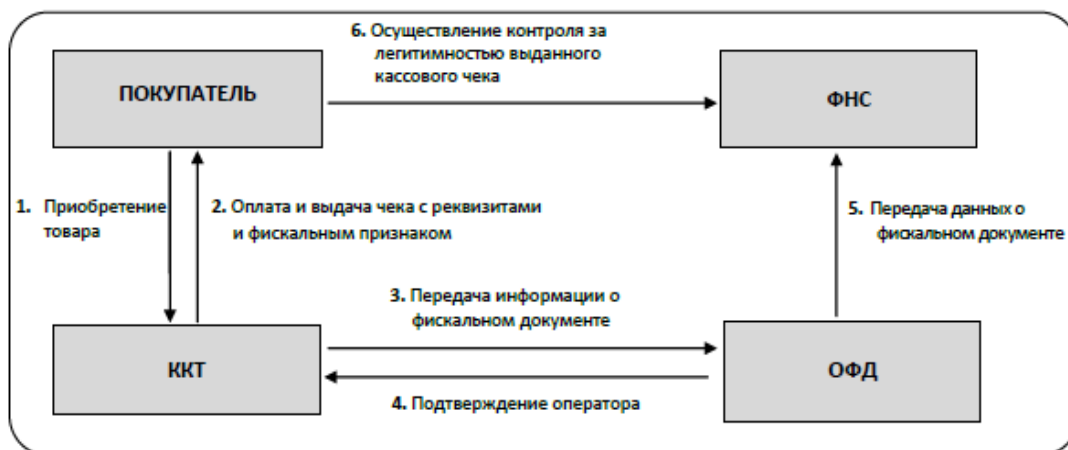 6. Осуществление контроля за
легитимностью выданного
кассового чека
ПОКУПАТЕЛЬ
ФНС
1. Приобретение
товара
2. Оплата и выдача чека с реквизитами
и фискальным признаком
5. Передача данных о
фискальном документе
3. Передача информации о
фискальном документе
ККТ
ОФД
4. Подтверждение оператора